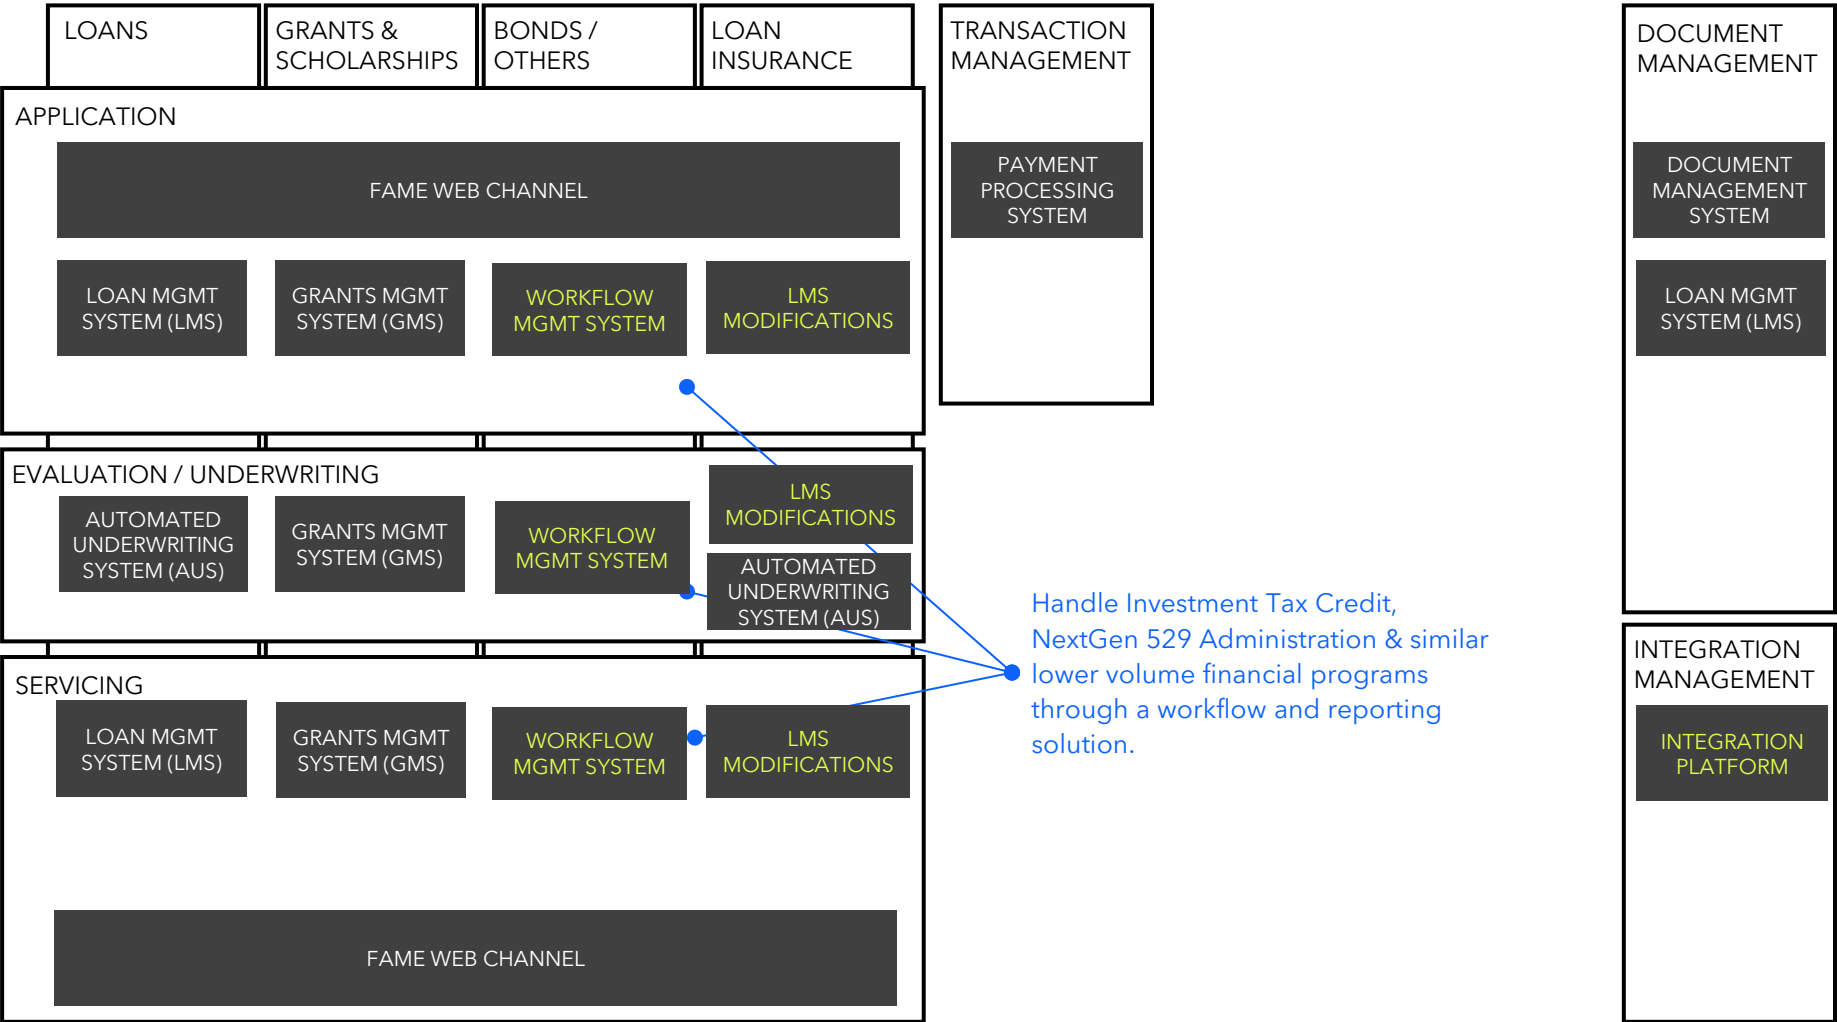 LOANS
GRANTS &
SCHOLARSHIPS
BONDS /
OTHERS
LOAN
INSURANCE
TRANSACTION
MANAGEMENT
DOCUMENT
MANAGEMENT
APPLICATION
FAME WEB CHANNEL
PAYMENT
PROCESSING
SYSTEM
DOCUMENT
MANAGEMENT
SYSTEM
LOAN MGMT
SYSTEM (LMS)
GRANTS MGMT
SYSTEM (GMS)
WORKFLOW
MGMT SYSTEM
LMS
MODIFICATIONS
LOAN MGMT
SYSTEM (LMS)
EVALUATION / UNDERWRITING
AUTOMATED
UNDERWRITING
SYSTEM (AUS)
GRANTS MGMT
SYSTEM (GMS)
WORKFLOW
MGMT SYSTEM
LMS
MODIFICATIONS
AUTOMATED
UNDERWRITING
SYSTEM (AUS)
Handle Investment Tax Credit,
NextGen 529 Administration & similar
lower volume financial programs
through a workflow and reporting
solution.
INTEGRATION
MANAGEMENT
SERVICING
LOAN MGMT
SYSTEM (LMS)
GRANTS MGMT
SYSTEM (GMS)
WORKFLOW
MGMT SYSTEM
LMS
MODIFICATIONS
INTEGRATION
PLATFORM
FAME WEB CHANNEL